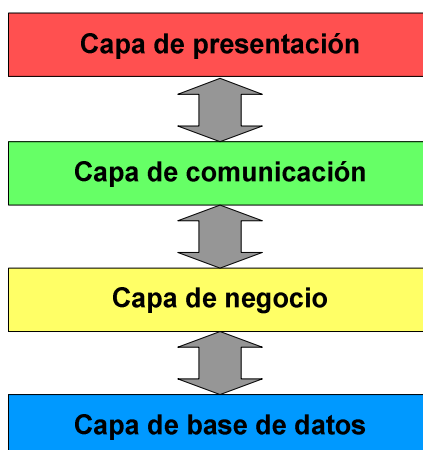 Capa de presentación
Capa de comunicación
Capa de negocio
Capa de base de datos